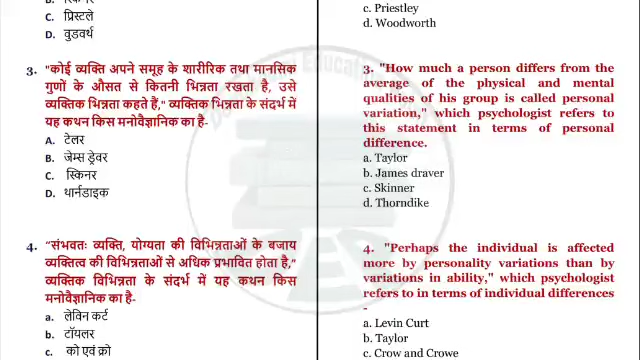 C. प्रिस्टले
D. वुडवर्थ
3. "कोई व्यक्ति अपने समूह के शारीरिक तथा मानसिक
गुणों के औसत से कितनी भिन्नता रखता है, उसे
व्यक्तिक भिन्नता कहते हैं," व्यक्तिक भिन्नता के संदर्भ में
यह कथन किस मनोवैज्ञानिक का है-
A. टेलर
B. जेम्स ड्रेवर
C. स्किनर
D. थार्नडाइक
4. "संभवतः व्यक्ति, योग्यता की विभिन्नताओं के बजाय
व्यक्तित्व की विभिन्नताओं से अधिक प्रभावित होता है,"
व्यक्तिक विभिन्नता के संदर्भ में यह कथन किस
मनोवैज्ञानिक का है-
a. लेविन कर्ट
b. टॉयलर
c. को एवं क्रो
c. Priestley
d. Woodworth
3. "How much a person differs from the
average of the physical and mental
qualities of his group is called personal
variation," which psychologist refers to
this statement in terms of personal
difference.
a. Taylor
b. James draver
c. Skinner
d. Thorndike
4. "Perhaps the individual is affected
more by personality variations than by
variations in ability," which psychologist
refers to in terms of individual differences
-
a. Levin Curt
b. Taylor
c. Crow and Crowe